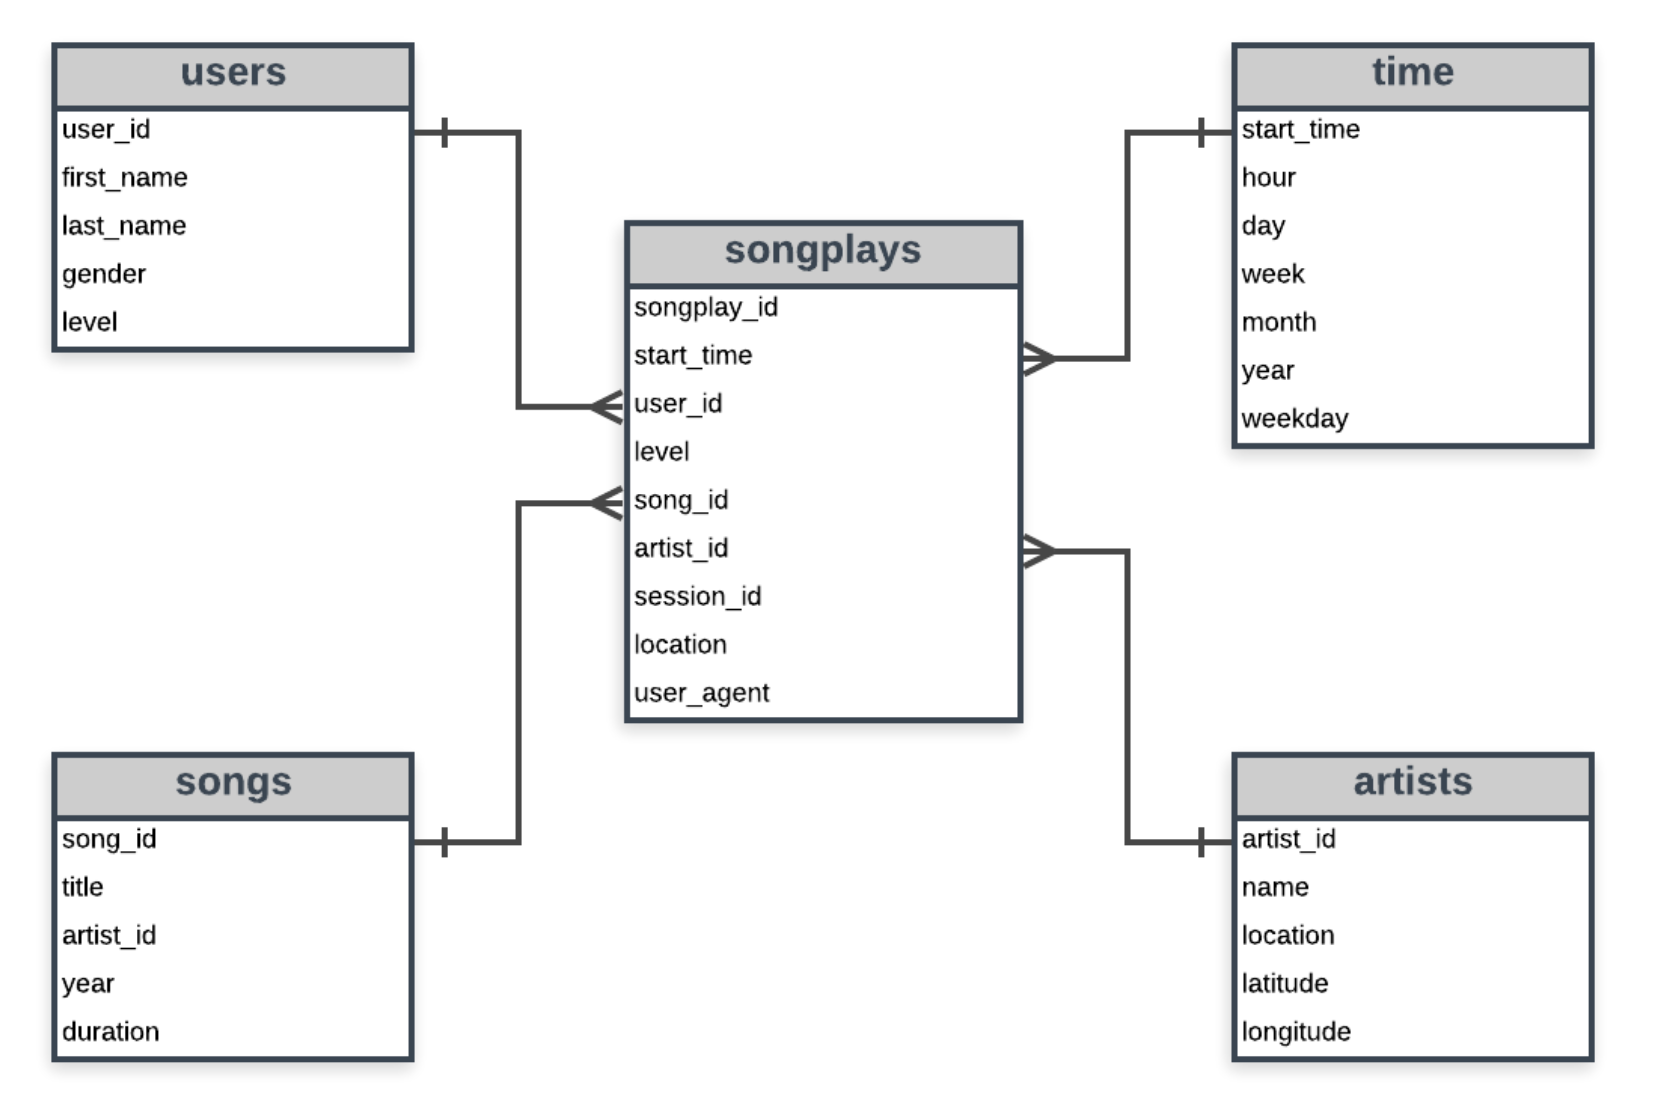 users
user_id
first_name
last_name
gender
level
time
start_time
hour
day
week
month
year
weekday
songplays
songplay_id
start_time
user_id
level
song_id
artist_id
session_id
location
user_agent
songs
song_id
title
artist_id
year
duration
artists
artist_id
name
location
latitude
longitude